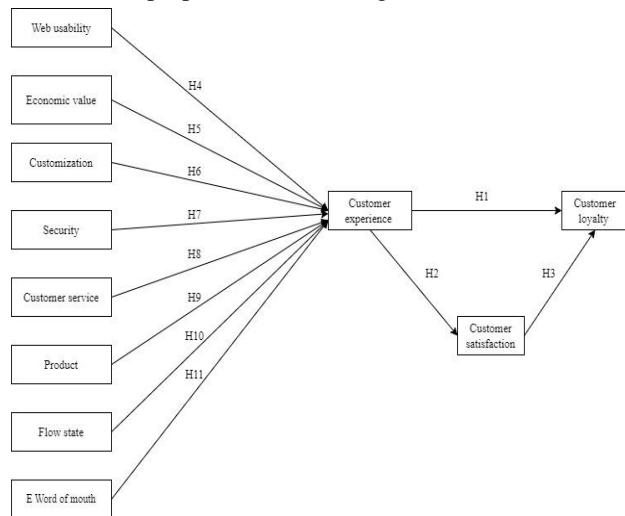 Web usability
H4
Economic value
H5
Customization
H6
Security
H7
Customer service
H8
Product
H9
Flow state
H10
E Word of mouth
H11
Customer
experience
H1
Customer
loyalty
H2
H3
Customer
satisfaction